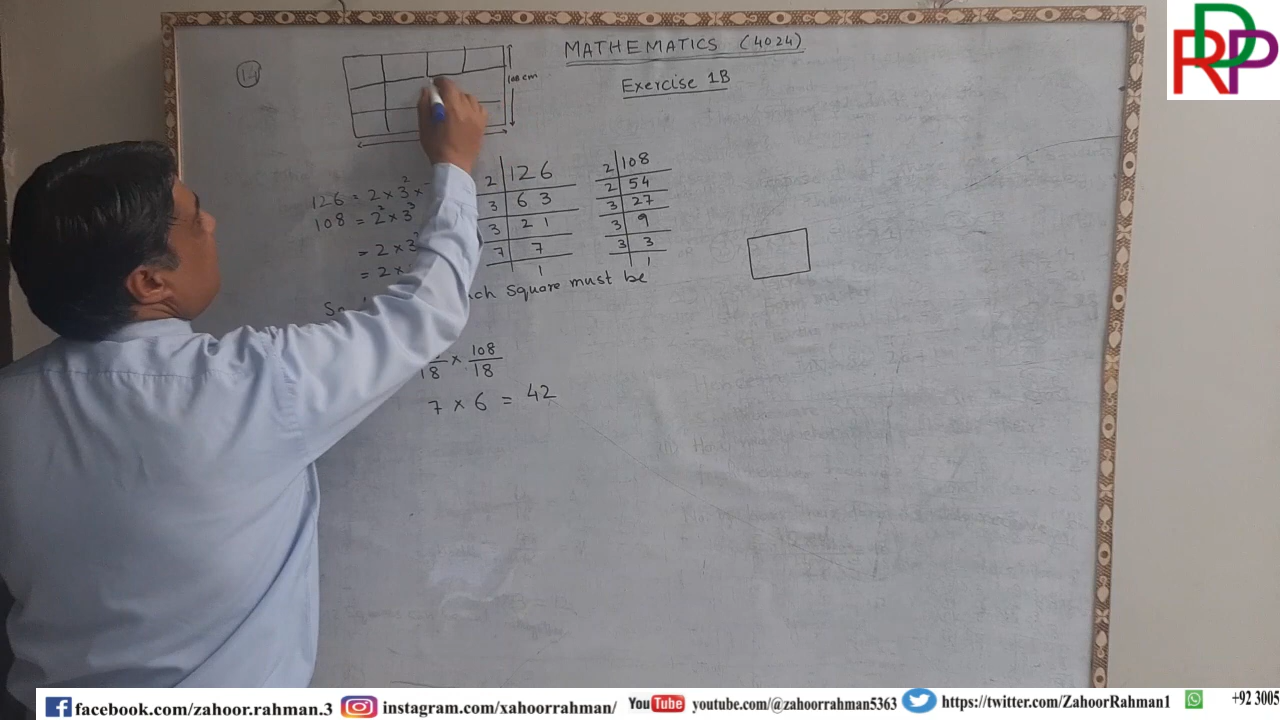 RDP
MATHEMATICS (4024)
Exercise 1B
14
108 cm
126 = 2 × 3² ×
108 = 2² × 3³
= 2 × 3²
= 2 ×
2 | 126
3 | 63
3 | 21
7 | 7
1
2 | 108
2 | 54
3 | 27
3 | 9
3 | 3
1
Square must be
18 × 108/18
7 × 6 = 42
facebook.com/zahoor.rahman.3
instagram.com/xahoorrahman/
YouTube youtube.com/@zahoorrahman5363
https://twitter.com/ZahoorRahman1
+92 3005